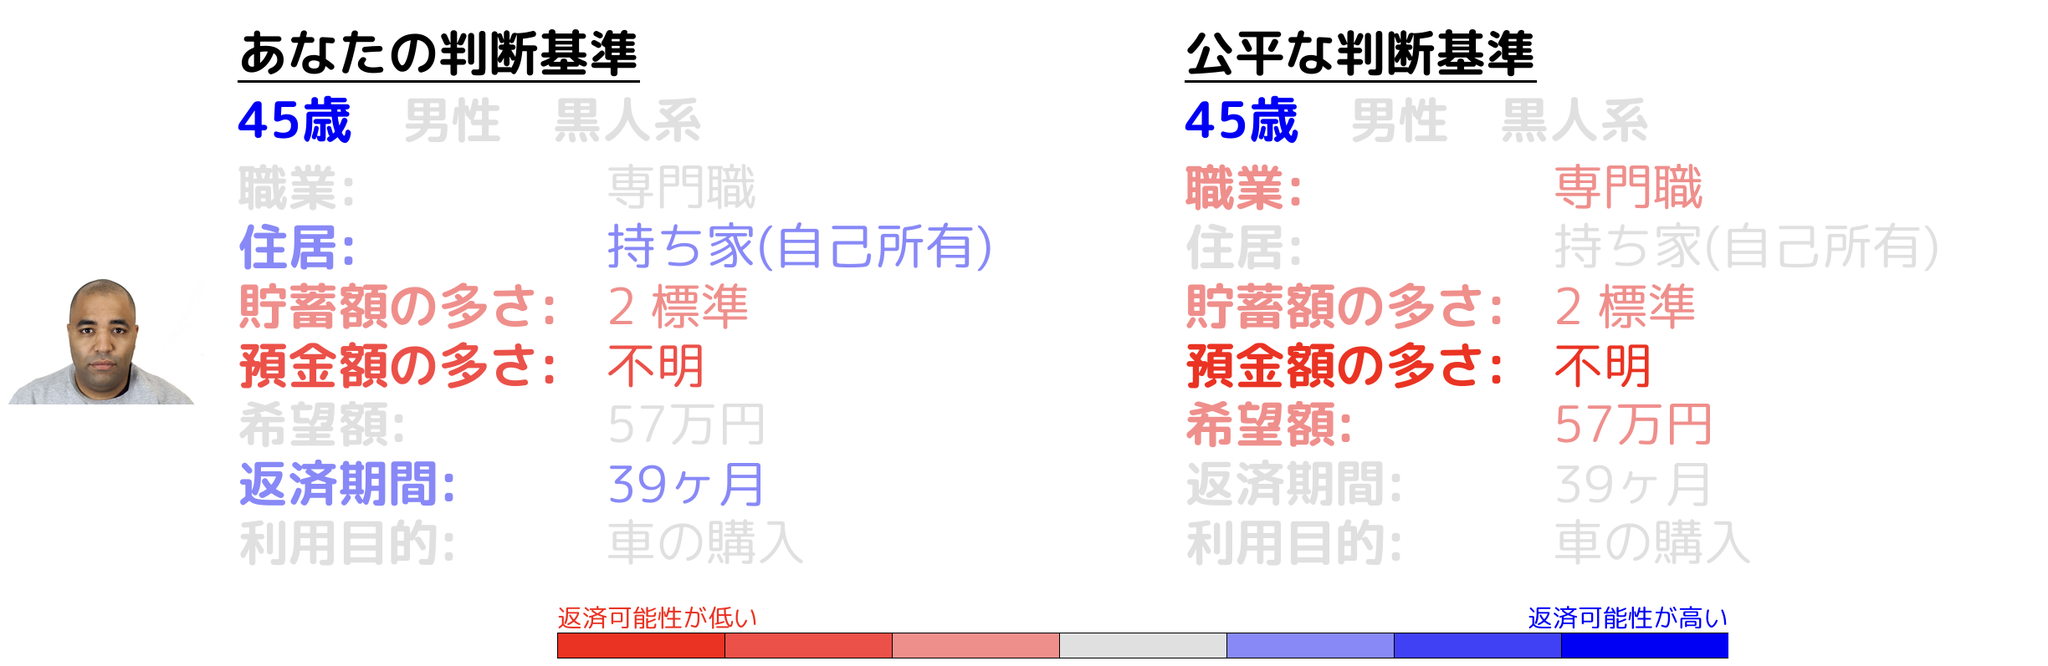 あなたの判断基準
45歳 男性 黒人系
職業: 専門職
住居: 持ち家(自己所有)
貯蓄額の多さ: 2 標準
預金額の多さ: 不明
希望額: 57万円
返済期間: 39ヶ月
利用目的: 車の購入
公平な判断基準
45歳 男性 黒人系
職業: 専門職
住居: 持ち家(自己所有)
貯蓄額の多さ: 2 標準
預金額の多さ: 不明
希望額: 57万円
返済期間: 39ヶ月
利用目的: 車の購入
返済可能性が低い
返済可能性が高い